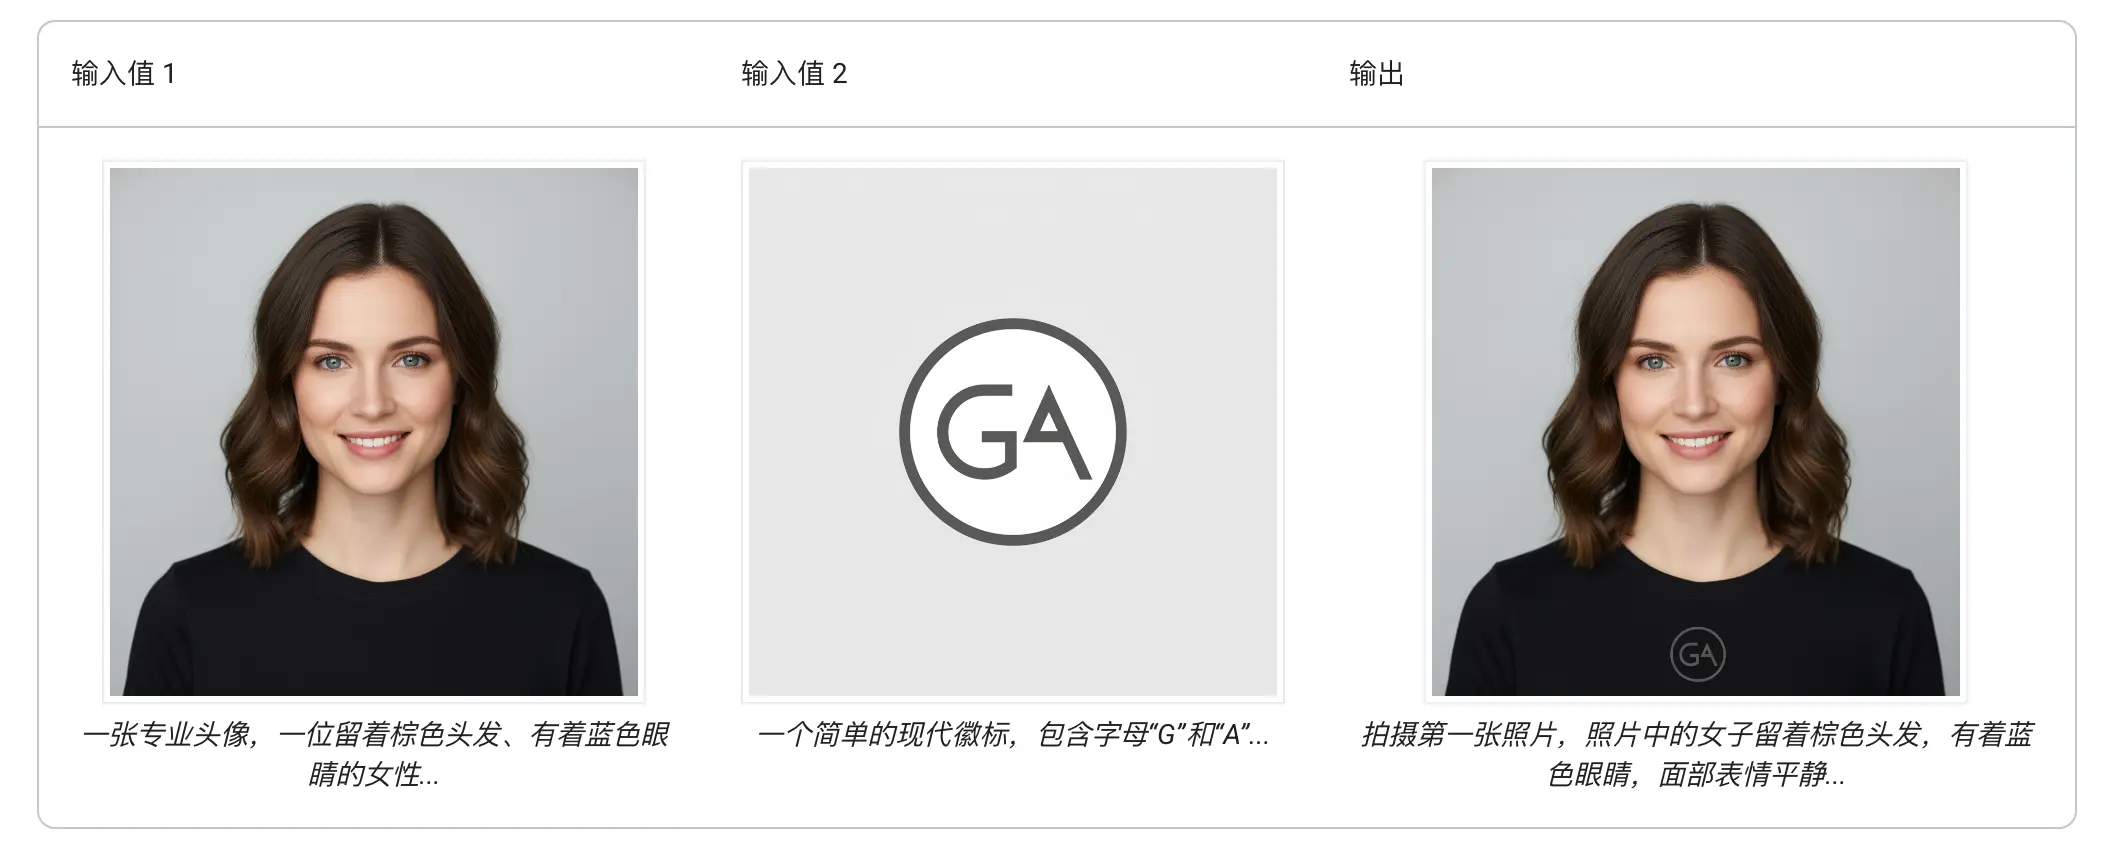 输入值 1
输入值 2
输出
GA
GA
一张专业头像，一位留着棕色头发、有着蓝色眼
睛的女性...
一个简单的现代徽标，包含字母“G”和“A”...
拍摄第一张照片，照片中的女子留着棕色头发，有着蓝
色眼睛，面部表情平静...